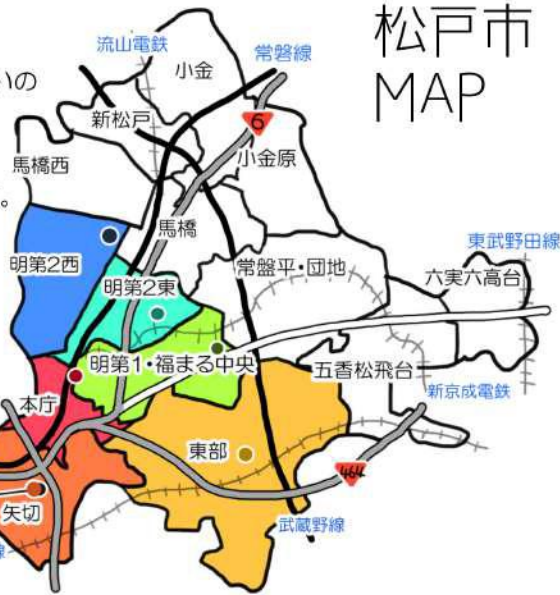 松戸市
MAP
いの
。
流山電鉄
小金
常磐線
新松戸
6
小金原
馬橋西
馬橋
東武野田線
明第2西
常盤平・団地
六実六高台
明第2東
明第1・福まる中央
五香松飛台
本庁
新京成電鉄
東部
464
矢切
武蔵野線
線